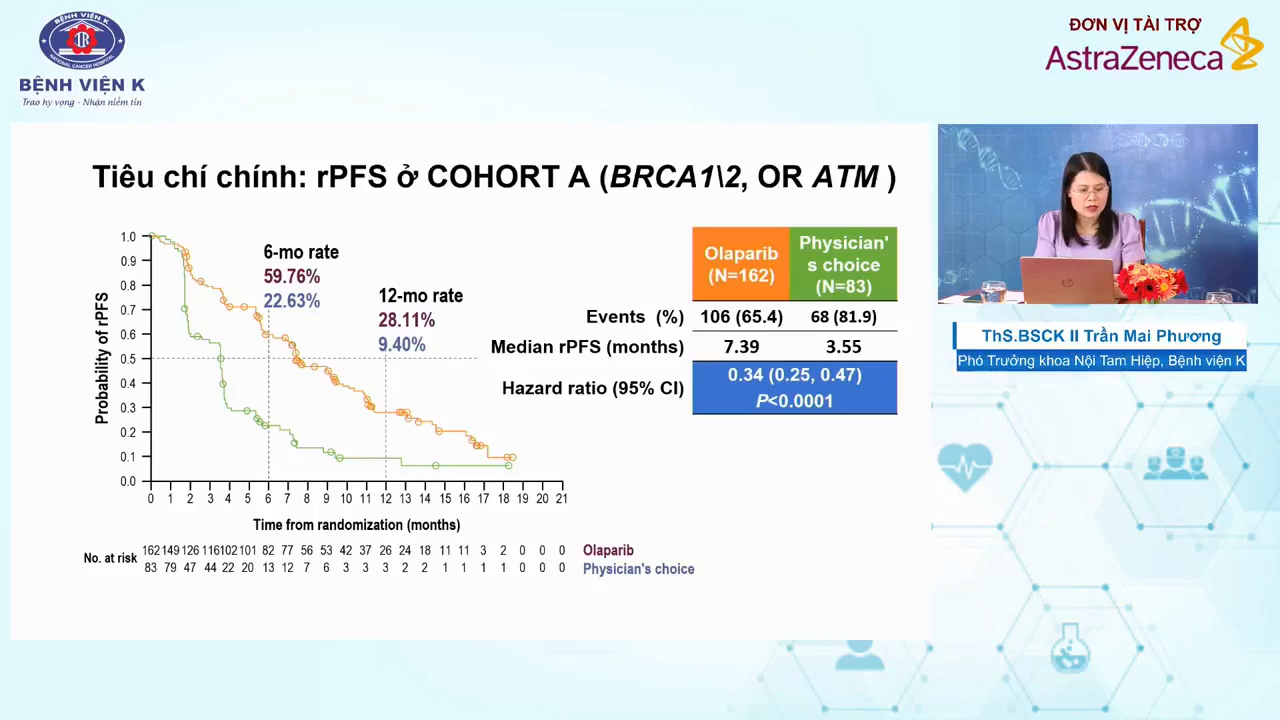 BỆNH VIỆN K
NATIONAL CANCER HOSPITAL
BỆNH VIỆN K
Trao hy vọng - Nhận niềm tin
ĐƠN VỊ TÀI TRỢ
AstraZeneca
Tiêu chí chính: rPFS ở COHORT A (BRCA1\2, OR ATM )
Probability of rPFS
1.0
0.9
0.8
0.7
0.6
0.5
0.4
0.3
0.2
0.1
0.0
6-mo rate
59.76%
22.63%
12-mo rate
28.11%
9.40%
0 1 2 3 4 5 6 7 8 9 10 11 12 13 14 15 16 17 18 19 20 21
Time from randomization (months)
Olaparib
(N=162)
Physician'
s choice
(N=83)
Events (%) 106 (65.4) 68 (81.9)
Median rPFS (months) 7.39 3.55
Hazard ratio (95% CI) 0.34 (0.25, 0.47)
P<0.0001
No. at risk
162 149 126 116 102 101 82 77 56 53 42 37 26 24 18 11 11 3 2 0 0 0 Olaparib
83 79 47 44 22 20 13 12 7 6 3 3 3 2 2 1 1 1 1 0 0 0 Physician's choice
ThS.BSCK II Trần Mai Phương
Phó Trưởng khoa Nội Tam Hiệp, Bệnh viện K